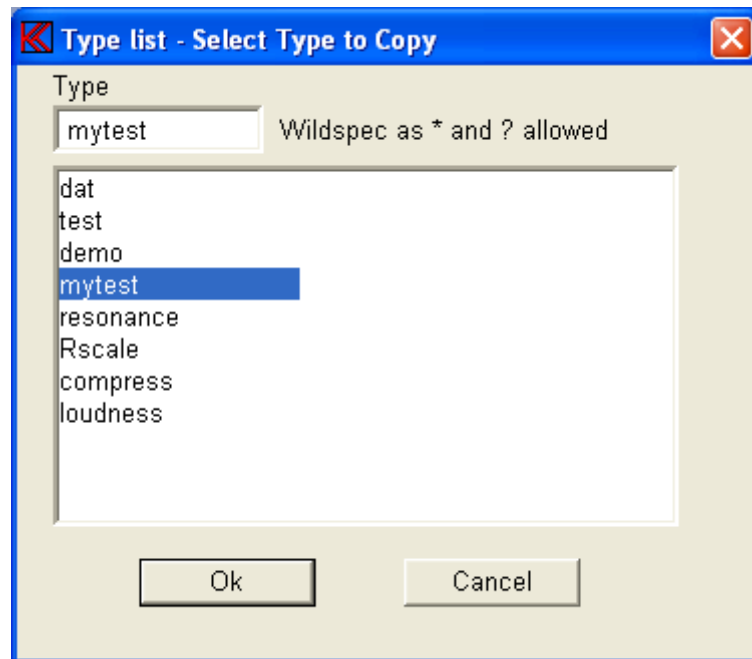 Type list - Select Type to Copy
Type
mytest Wildspec as * and ? allowed
dat
test
demo
mytest
resonance
Rscale
compress
loudness
Ok Cancel